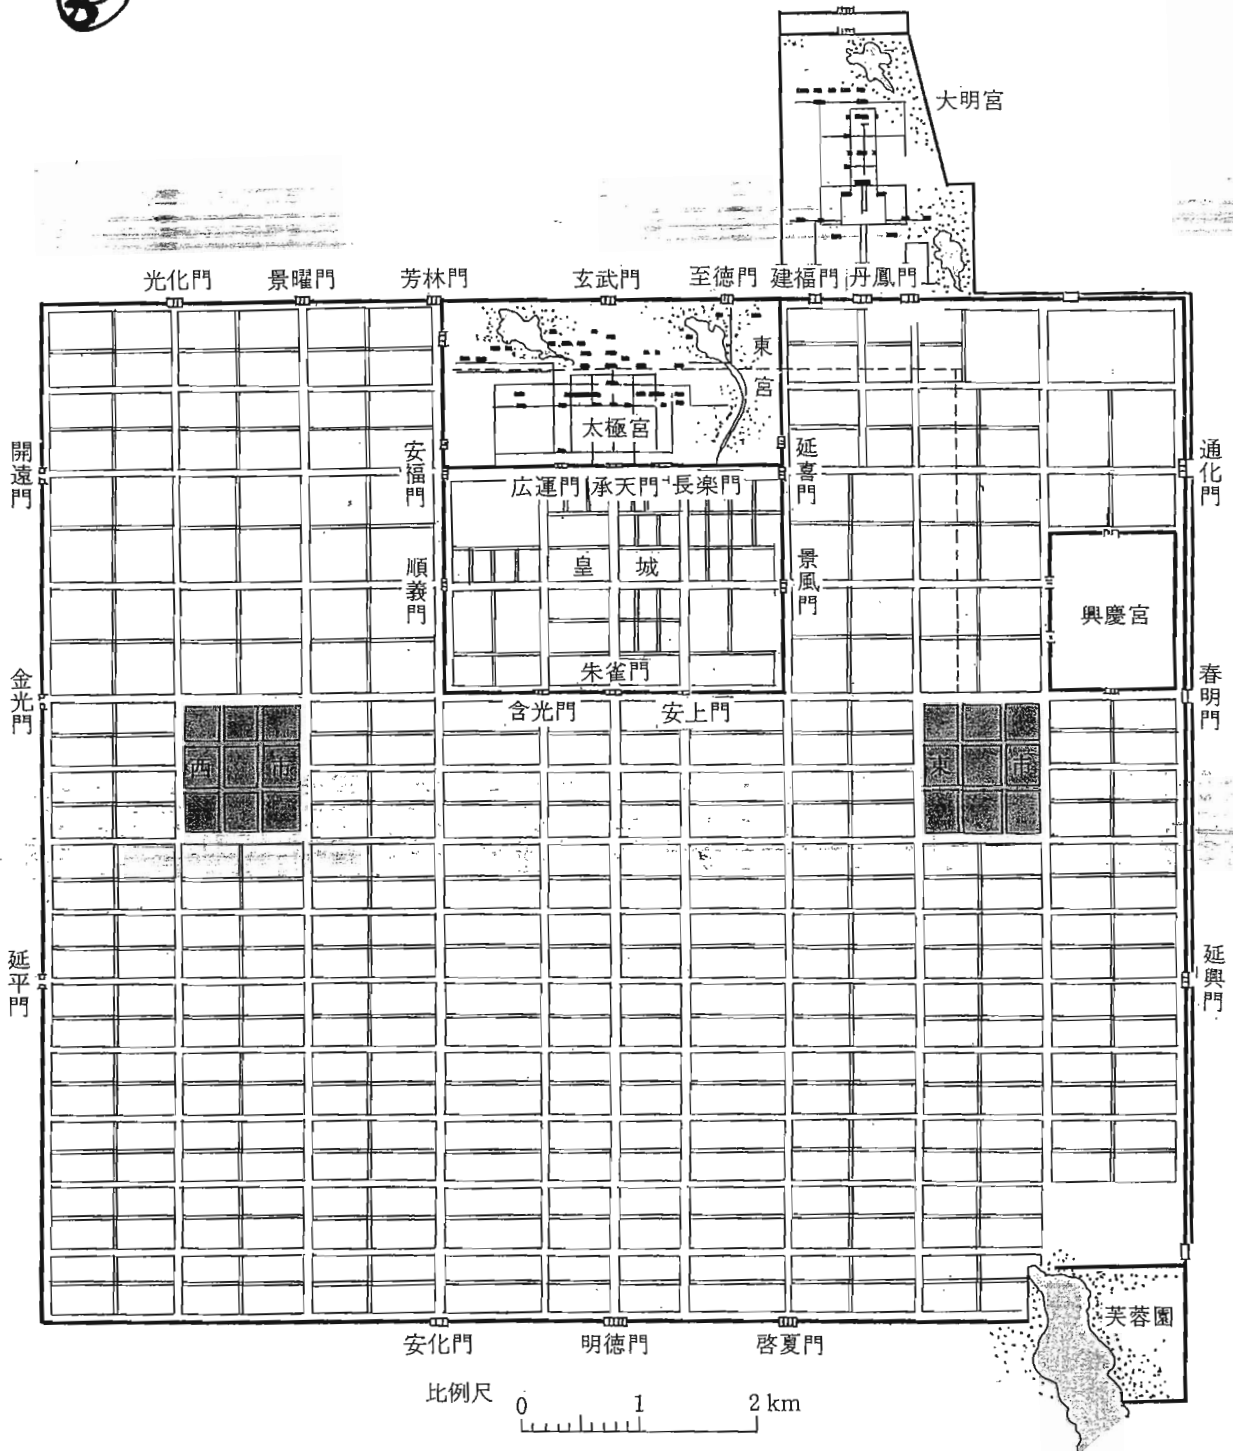 大明宮
光化門
景曜門
芳林門
玄武門
至徳門
建福門
丹鳳門
東宮
太極宮
開遠門
安福門
延喜門
通化門
広運門
承天門
長楽門
順義門
皇城
景風門
興慶宮
朱雀門
金光門
含光門
安上門
春明門
西市
東市
延平門
延興門
芙蓉園
安化門
明徳門
啓夏門
比例尺
0 1 2 km